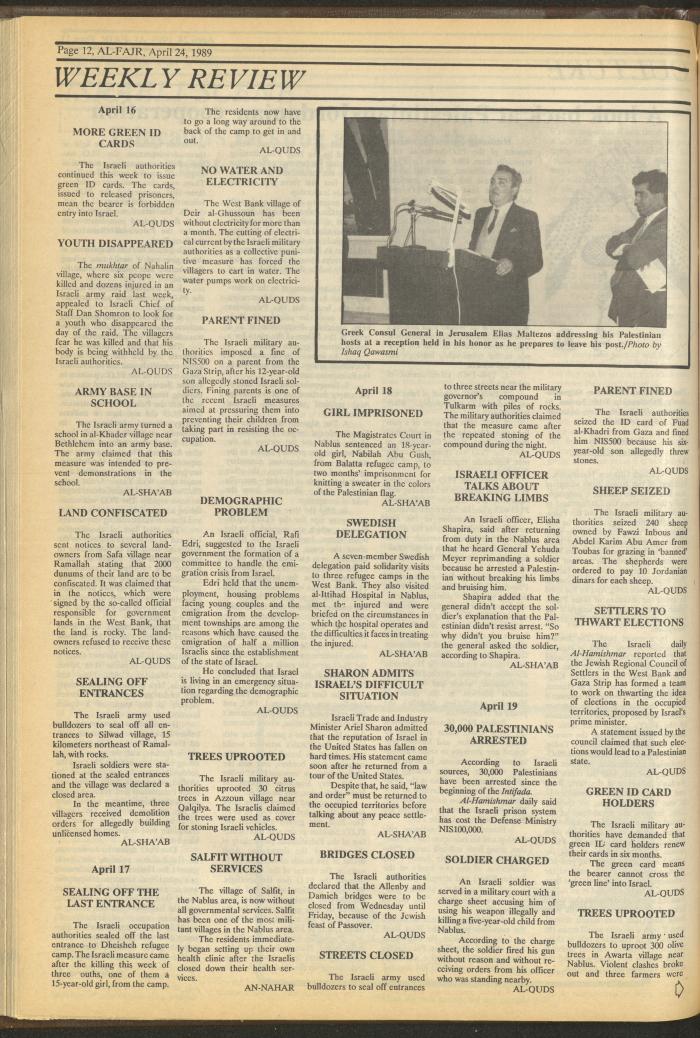 Page 12, AL-FAJR, April 24, 1989
WEEKLY REVIEW
April 16
MORE GREEN ID
CARDS
The Israeli authorities
continued this week to issue
green ID cards. The cards,
issued to released prisoners,
mean the bearer is forbidden
entry into Israel.
AL-QUDS
YOUTH DISAPPEARED
The mukhtar of Nahalin
village, where six peope were
killed and dozens injured in an
Israeli army raid last week,
appealed to Israeli Chief of
Staff Dan Shomron to look for
a youth who disappeared the
day of the raid. The villagers
fear he was killed and that his
body is being withheld by the
Israeli authorities.
AL-QUDS
ARMY BASE IN
SCHOOL
The Israeli army turned a
school in al-Khader village near
Bethlehem into an army base.
The army claimed that this
measure was intended to pre-
vent demonstrations in the
school.
AL-SHA'AB
LAND CONFISCATED
The Israeli authorities
sent notices to several land-
owners from Safa village near
Ramallah stating that 2000
dunums of their land are to be
confiscated. It was claimed that
in the notices, which were
signed by the so-called official
responsible for government
lands in the West Bank, that
the land is rocky. The land-
owners refused to receive these
notices.
AL-QUDS
SEALING OFF
ENTRANCES
The Israeli army used
bulldozers to seal off all en-
trances to Silwad village, 15
kilometers northeast of Ramal-
lah, with rocks.
Israeli soldiers were sta-
tioned at the sealed entrances
and the village was declared a
closed area.
In the meantime, three
villagers received demolition
orders for allegedly building
unlicensed homes.
AL-SHA'AB
April 17
SEALING OFF THE
LAST ENTRANCE
The Israeli occupation
authorities sealed off the last
entrance to Dheisheh refugee
camp. The Israeli measure came
after the killing this week of
three ouths, one of them a
15-year-old girl, from the camp.
The residents now have
to go a long way around to the
back of the camp to get in and
out.
AL-QUDS
NO WATER AND
ELECTRICITY
The West Bank village of
Deir al-Ghussoun has been
without electricity for more than
a month. The cutting of electri-
cal current by the Israeli military
authorities as a collective puni-
tive measure has forced the
villagers to cart in water. The
water pumps work on electrici-
ty.
AL-QUDS
PARENT FINED
The Israeli military au-
thorities imposed a fine of
NIS500 on a parent from the
Gaza Strip, after his 12-year-old
son allegedly stoned Israeli sol-
diers. Fining parents is one of
the recent Israeli measures
aimed at pressuring them into
preventing their children from
taking part in resisting the oc-
cupation.
AL-QUDS
DEMOGRAPHIC
PROBLEM
An Israeli official, Rafi
Edri, suggested to the Israeli
government the formation of a
committee to handle the emi-
gration crisis from Israel.
Edri held that the unem-
ployment, housing problems
facing young couples and the
emigration from the develop-
ment townships are among the
reasons which have caused the
emigration of half a million
Israelis since the establishment
of the state of Israel.
He concluded that Israel
is living in an emergency situa-
tion regarding the demographic
problem.
AL-QUDS
TREES UPROOTED
The Israeli military au-
thorities uprooted 30 citrus
trees in Azzoun village near
Qalqilya. The Israelis claimed
the trees were used as cover
for stoning Israeli vehicles.
AL-QUDS
SALFIT WITHOUT
SERVICES
The village of Salfit, in
the Nablus area, is now without
all governmental services. Salfit
has been one of the most mili-
tant villages in the Nablus area.
The residents immediate-
ly began setting up their own
health clinic after the Israelis
closed down their health ser-
vices.
AN-NAHAR
Greek Consul General in Jerusalem Elias Maltezos addressing his Palestinian
hosts at a reception held in his honor as he prepares to leave his post./Photo by
Ishaq Qawasmi
April 18
GIRL IMPRISONED
The Magistrates Court in
Nablus sentenced an 18-year-
old girl, Nabilah Abu Gush,
from Balatta refugee camp, to
two months' imprisonment for
knitting a sweater in the colors
of the Palestinian flag.
AL-SHA'AB
SWEDISH
DELEGATION
A seven-member Swedish
delegation paid solidarity visits
to three refugee camps in the
West Bank. They also visited
al-Ittihad Hospital in Nablus,
met the injured and were
briefed on the circumstances in
which the hospital operates and
the difficulties it faces in treating
the injured.
AL-SHA'AB
SHARON ADMITS
ISRAEL'S DIFFICULT
SITUATION
Israeli Trade and Industry
Minister Ariel Sharon admitted
that the reputation of Israel in
the United States has fallen on
hard times. His statement came
soon after he returned from a
tour of the United States.
Despite that, he said, "law
and order" must be returned to
the occupied territories before
talking about any peace settle-
ment.
AL-SHA'AB
BRIDGES CLOSED
The Israeli authorities
declared that the Allenby and
Damieh bridges were to be
closed from Wednesday until
Friday, because of the Jewish
feast of Passover.
AL-QUDS
STREETS CLOSED
The Israeli army used
bulldozers to seal off entrances
to three streets near the military
governor's compound in
Tulkarm with piles of rocks.
The military authorities claimed
that the measure came after
the repeated stoning of the
compound during the night.
AL-QUDS
ISRAELI OFFICER
TALKS ABOUT
BREAKING LIMBS
An Israeli officer, Elisha
Shapira, said after returning
from duty in the Nablus area
that he heard General Yehuda
Meyer reprimanding a soldier
because he arrested a Palestin-
ian without breaking his limbs
and bruising him.
Shapira added that the
general didn't accept the sol-
dier's explanation that the Pal-
estinian didn't resist arrest. "So
why didn't you bruise him?"
the general asked the soldier,
according to Shapira.
AL-SHA'AB
April 19
30,000 PALESTINIANS
ARRESTED
According to Israeli
sources, 30,000 Palestinians
have been arrested since the
beginning of the Intifada.
Al-Hamishmar daily said
that the Israeli prison system
has cost the Defense Ministry
NIS100,000.
AL-QUDS
SOLDIER CHARGED
An Israeli soldier was
served in a military court with a
charge sheet accusing him of
using his weapon illegally and
killing a five-year-old child from
Nablus.
According to the charge
sheet, the soldier fired his gun
without reason and without re-
ceiving orders from his officer
who was standing nearby.
AL-QUDS
PARENT FINED
The Israeli authorities
seized the ID card of Fuad
al-Khadri from Gaza and fined
him NIS500 because his six-
year-old son allegedly threw
stones.
AL-QUDS
SHEEP SEIZED
The Israeli military au-
thorities seized 240 sheep
owned by Fawzi Inbous and
Abdel Karim Abu Amer from
Toubas for grazing in 'banned'
areas. The shepherds were
ordered to pay 10 Jordanian
dinars for each sheep.
AL-QUDS
SETTLERS TO
THWART ELECTIONS
The Israeli daily
Al-Hamishmar reported that
the Jewish Regional Council of
Settlers in the West Bank and
Gaza Strip has formed a team
to work on thwarting the idea
of elections in the occupied
territories, proposed by Israel's
prime minister.
A statement issued by the
council claimed that such elec-
tions would lead to a Palestinian
state.
AL-QUDS
GREEN ID CARD
HOLDERS
The Israeli military au-
thorities have demanded that
green ID card holders renew
their cards in six months.
The green card means
the bearer cannot cross the
'green line' into Israel.
AL-QUDS
TREES UPROOTED
The Israeli army used
bulldozers to uproot 300 olive
trees in Awarta village near
Nablus. Violent clashes broke
out and three farmers were